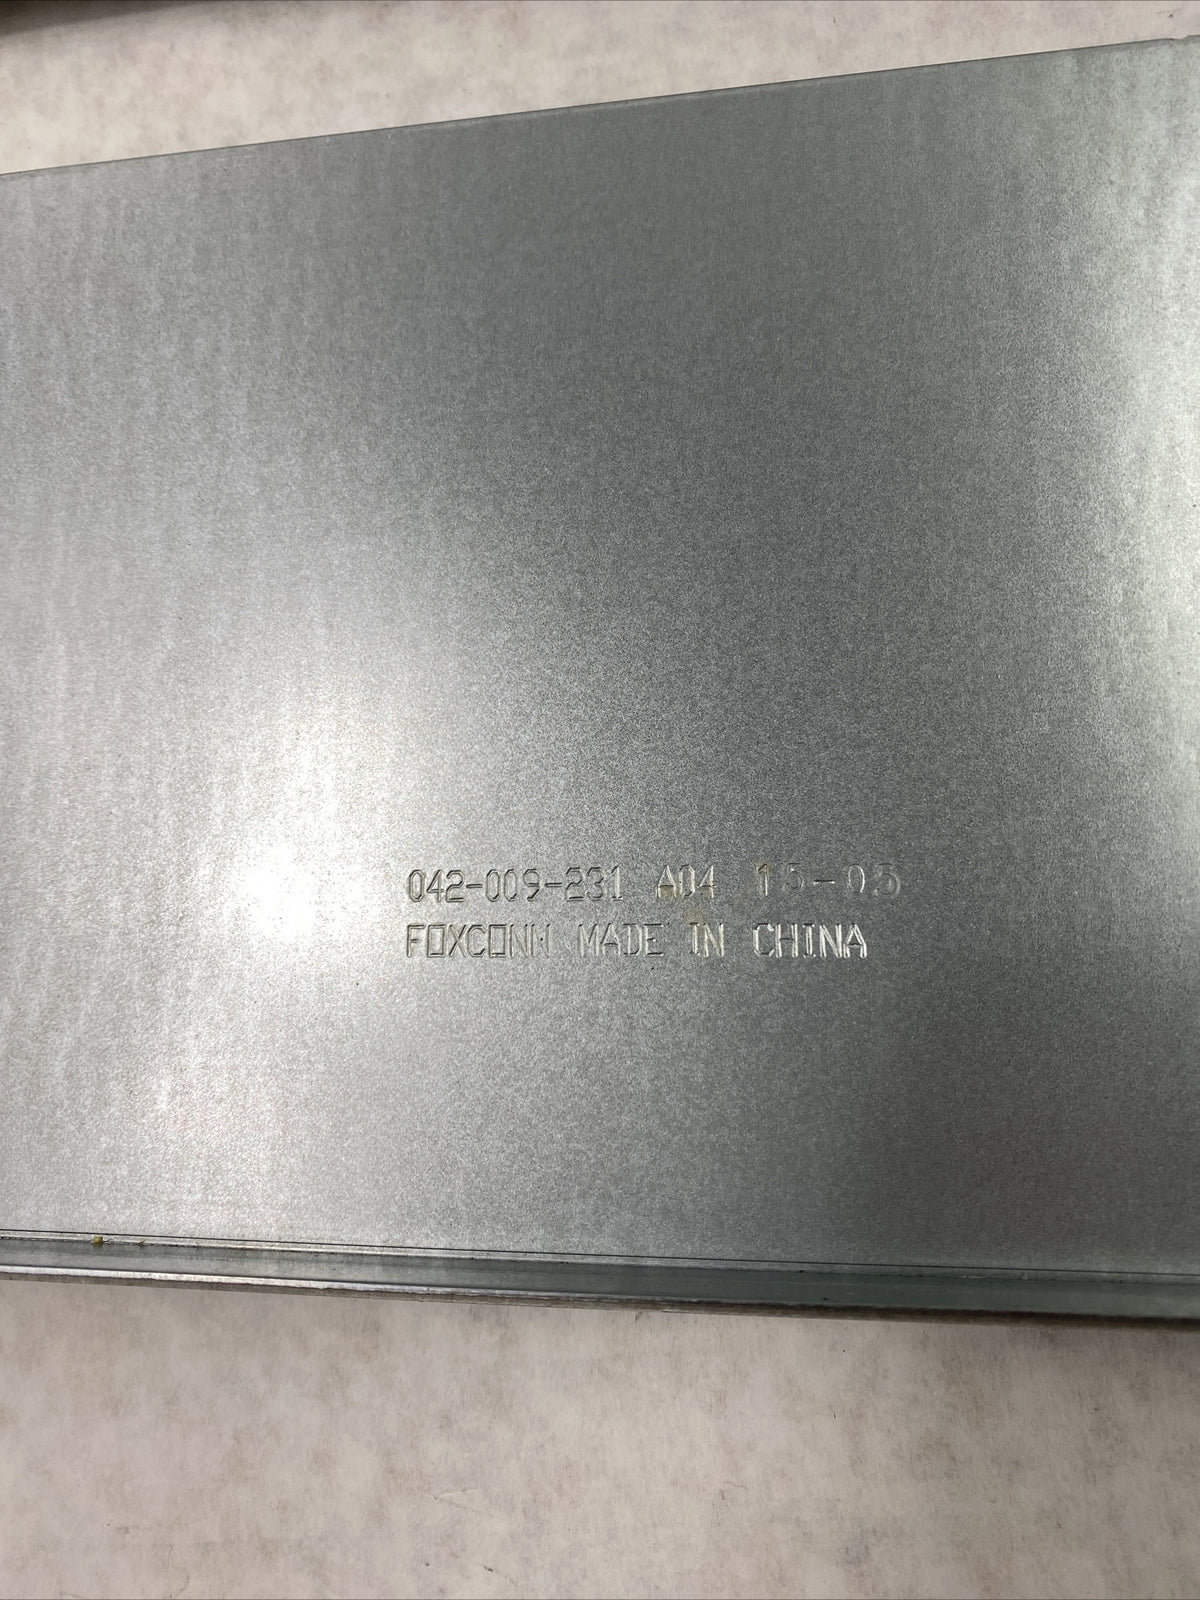 042-009-231 A04 15-05
FOXCONN MADE IN CHINA